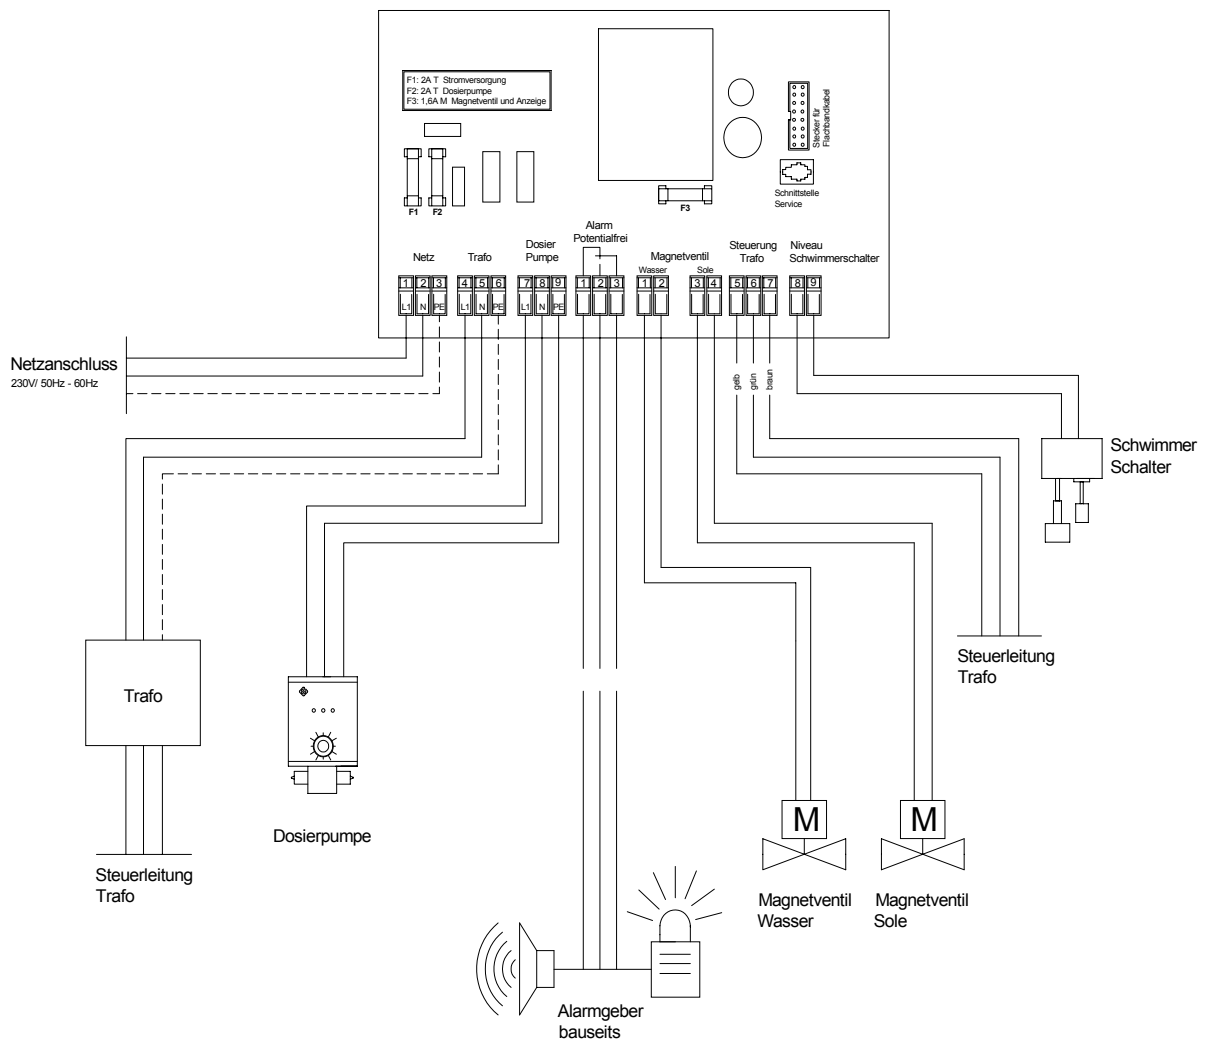 F1: 2A T Stromversorgung
F2: 2A T Dosierpumpe
F3: 1,6A M Magnetventil und Anzeige
Stecker für
Flachbandkabel
Schnittstelle
Service
F1 F2
F3
Netz
Trafo
Dosier
Pumpe
Alarm
Potentialfrei
Magnetventil
Wasser
Sole
Steuerung
Trafo
Niveau
Schwimmerschalter
1 2 3 4 5 6 7 8 9 1 2 3 1 2 3 4 5 6 7 8 9
L1 N PE L1 N PE L1 N PE
Netzanschluss
230V/ 50Hz - 60Hz
gelb
grün
braun
Schwimmer
Schalter
Steuerleitung
Trafo
Trafo
Dosierpumpe
Steuerleitung
Trafo
M
M
Magnetventil
Wasser
Magnetventil
Sole
Alarmgeber
bauseits